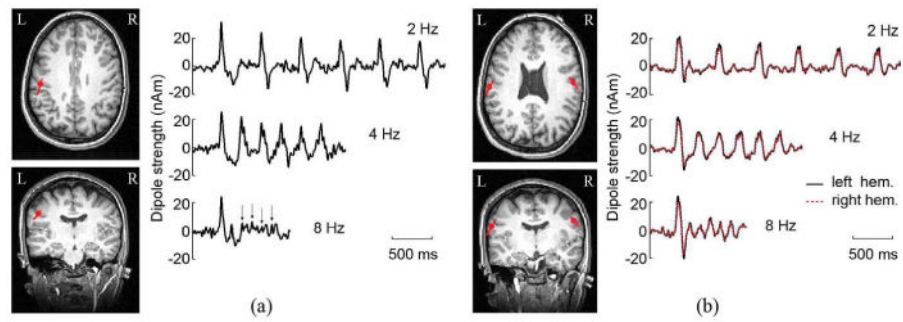 L R
20
0
-20
2 Hz
20
0
-20
4 Hz
20
0
-20
8 Hz
Dipole strength (nAm)
L R
500 ms
(a)
L R
20
0
-20
2 Hz
20
0
-20
4 Hz
20
0
-20
8 Hz
Dipole strength (nAm)
left hem.
right hem.
L R
500 ms
(b)